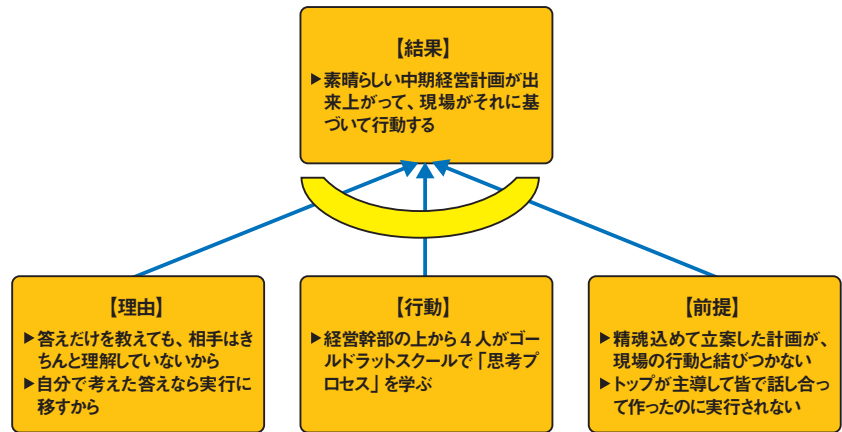 【結果】
▶素晴らしい中期経営計画が出
来上がって、現場がそれに基
づいて行動する
【理由】
▶答えだけを教えても、相手はき
ちんと理解していないから
▶自分で考えた答えなら実行に
移すから
【行動】
▶経営幹部の上から4人がゴー
ルドラットスクールで「思考プ
ロセス」を学ぶ
【前提】
▶精魂込めて立案した計画が、
現場の行動と結びつかない
▶トップが主導して皆で話し合っ
て作ったのに実行されない